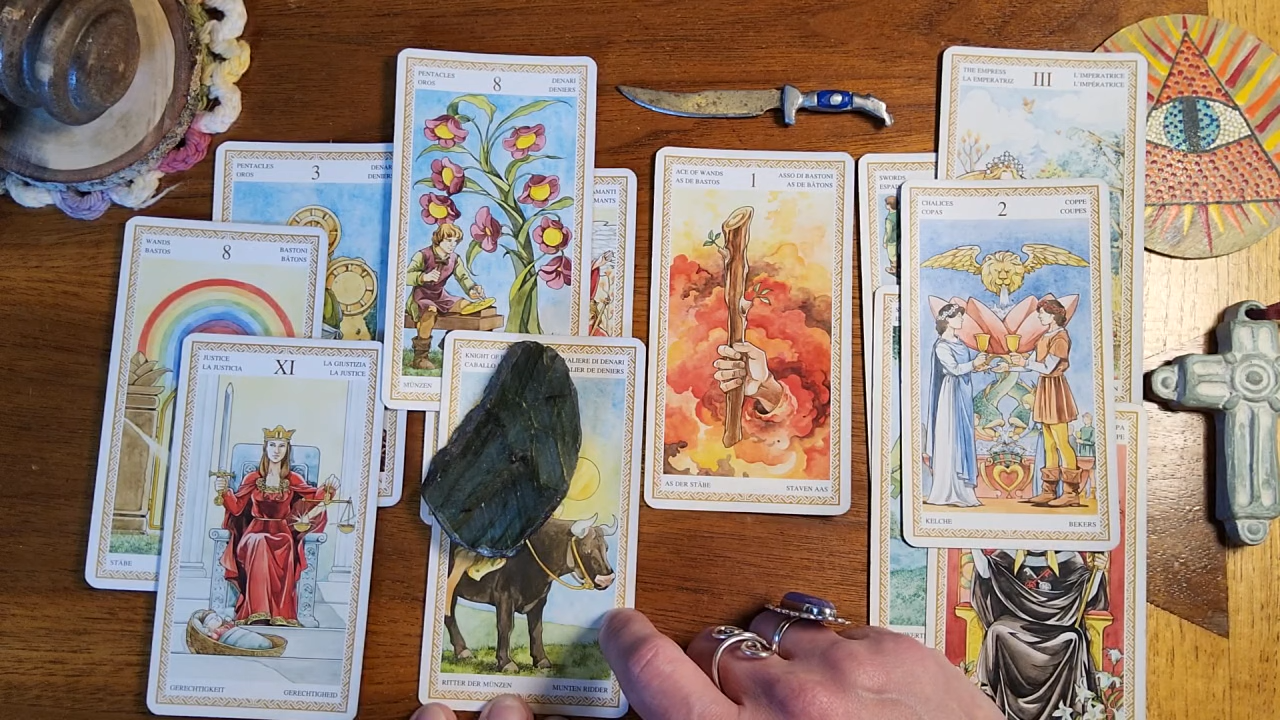 PENTACLES
OROS
8
DENARI
DENIERS
MÜNZEN
PENTACLES
OROS
3
WANDS
BASTOS
8
BASTONI
BÂTONS
STÄBE
JUSTICE
LA JUSTICIA
XI
LA GIUSTIZIA
LA JUSTICE
GERECHTIGKEIT
GERECHTIGHEID
KNIGHT OF
RITTER DER MÜNZEN
MUNTEN RIDDER
ACE OF WANDS
AS DE BASTOS
1
ASSO DI BASTONI
AS DE BÂTONS
AS DER STÄBE
STAVEN AAS
SWORDS
THE EMPRESS
LA EMPERATRIZ
III
L'IMPERATRICE
L'IMPÉRATRICE
CHALICES
COPAS
2
COPPE
COUPES
KELCHE
BEKERS